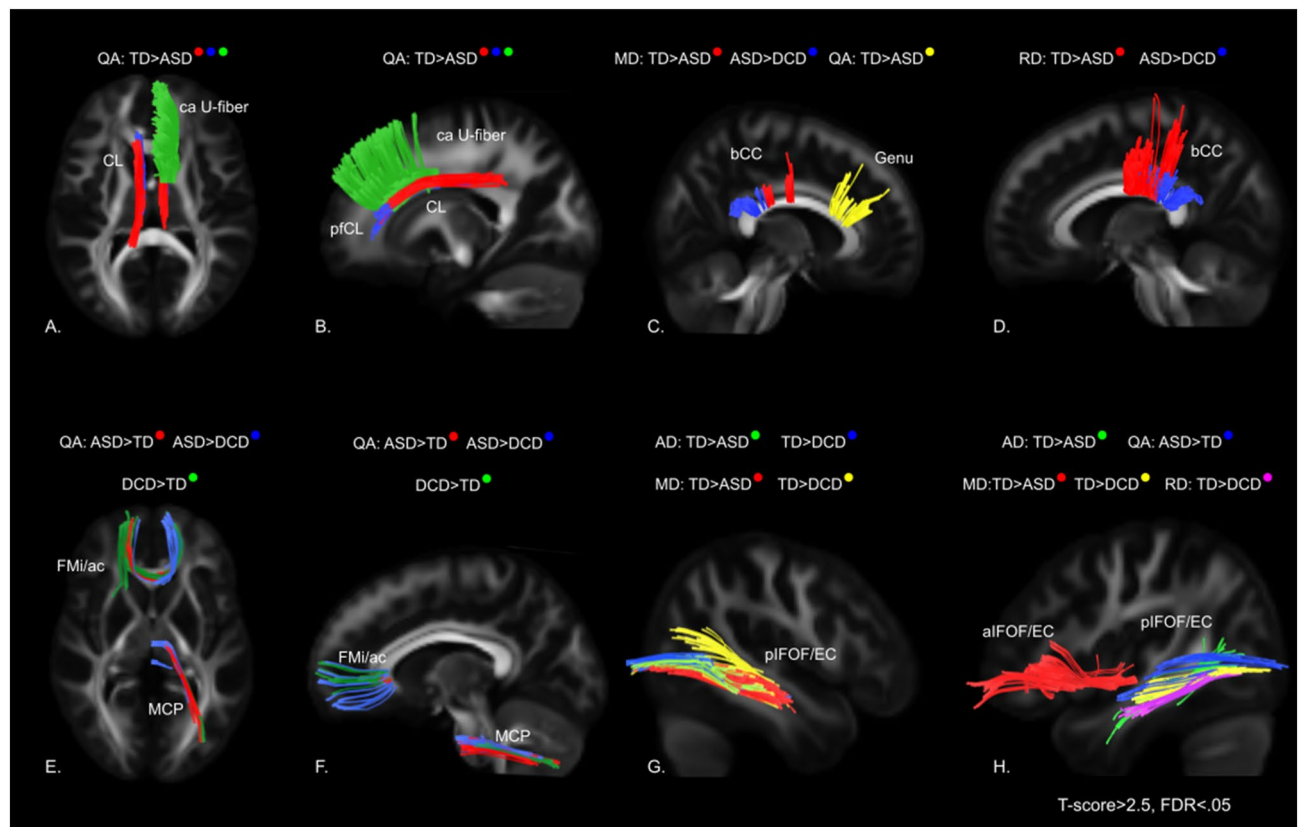 QA: TD>ASD
QA: TD>ASD
MD: TD>ASD ASD>DCD QA: TD>ASD
RD: TD>ASD ASD>DCD
ca U-fiber
CL
A.
ca U-fiber
CL
pfCL
B.
bCC
Genu
C.
bCC
D.
QA: ASD>TD ASD>DCD
DCD>TD
QA: ASD>TD ASD>DCD
DCD>TD
AD: TD>ASD TD>DCD
MD: TD>ASD TD>DCD
AD: TD>ASD QA: ASD>TD
MD:TD>ASD TD>DCD RD: TD>DCD
FMi/ac
MCP
E.
FMi/ac
MCP
F.
pIFOF/EC
G.
aIFOF/EC
pIFOF/EC
H.
T-score>2.5, FDR<.05